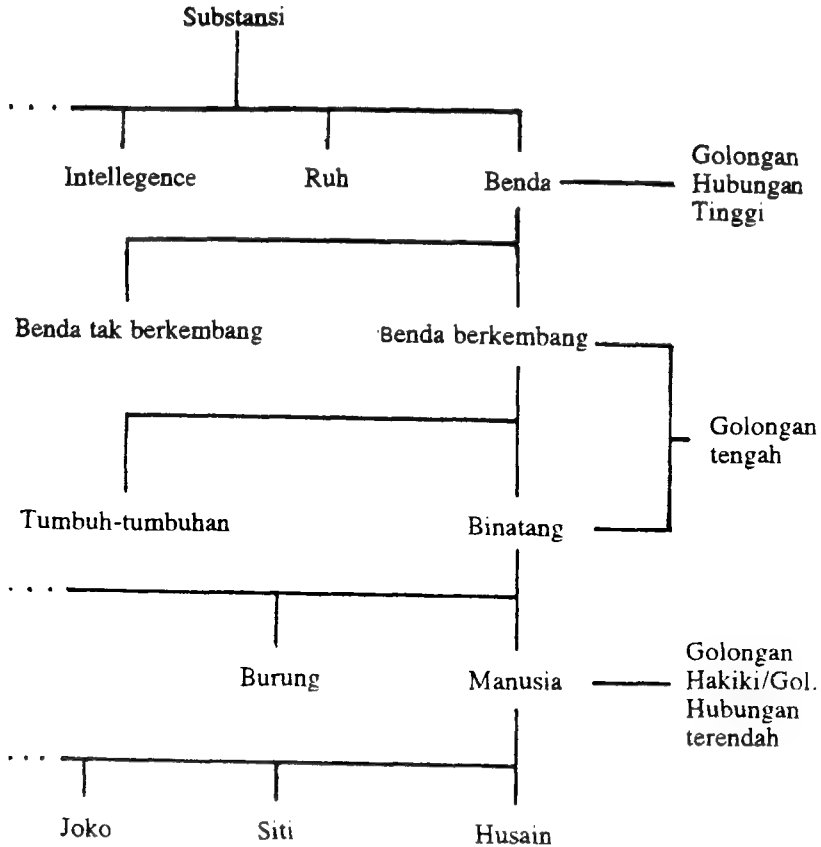 Substansi
. . .
Intellegence Ruh Benda
Golongan
Hubungan
Tinggi
Benda tak berkembang Benda berkembang
Golongan
tengah
Tumbuh-tumbuhan Binatang
. . .
Burung Manusia
Golongan
Hakiki/Gol.
Hubungan
terendah
. . .
Joko Siti Husain